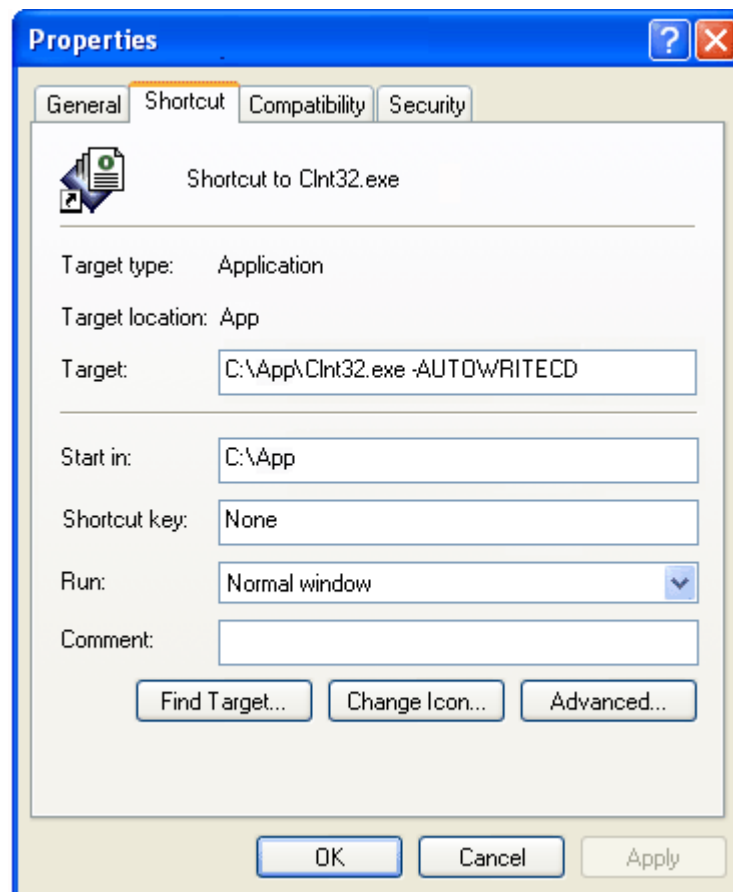 Properties
General Shortcut Compatibility Security
Shortcut to Clnt32.exe
Target type: Application
Target location: App
Target: C:\App\Clnt32.exe -AUTOWRITECD
Start in: C:\App
Shortcut key: None
Run: Normal window
Comment:
Find Target... Change Icon... Advanced...
OK Cancel Apply